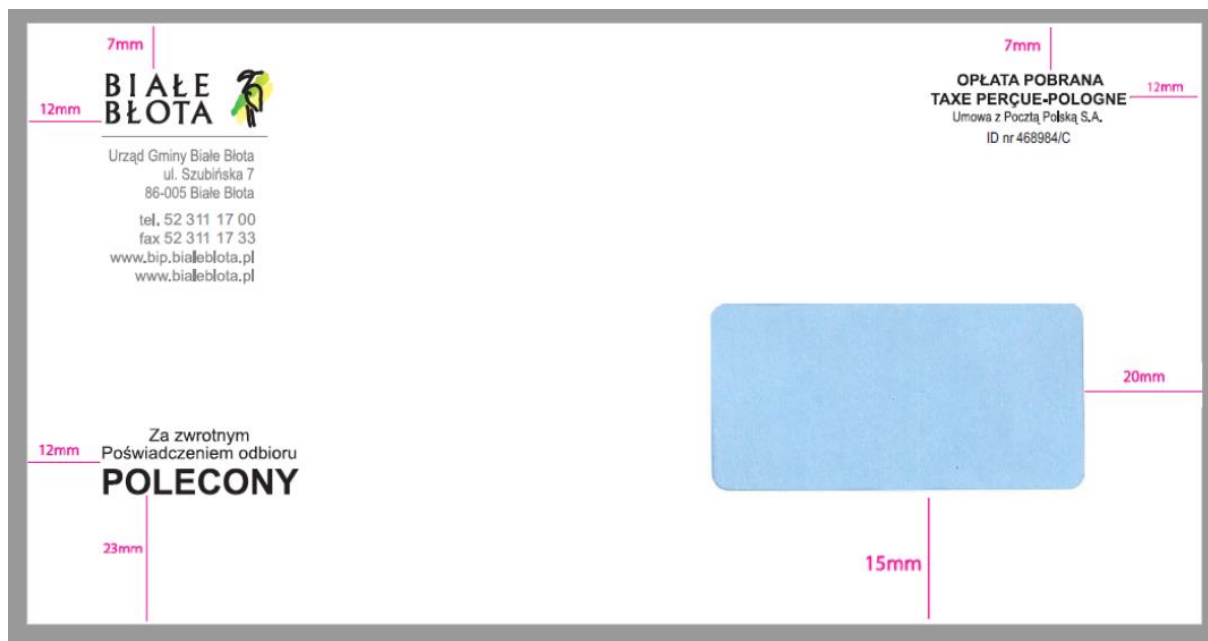 7mm
BIAŁE
BŁOTA
12mm
Urząd Gminy Białe Błota
ul. Szubińska 7
86-005 Białe Błota
tel. 52 311 17 00
fax 52 311 17 33
www.bip.bialeblota.pl
www.bialeblota.pl
7mm
OPŁATA POBRANA
TAXE PERÇUE-POLOGNE
12mm
Umowa z Pocztą Polską S.A.
ID nr 468984/C
20mm
Za zwrotnym
12mm
Poświadczeniem odbioru
POLECONY
23mm
15mm